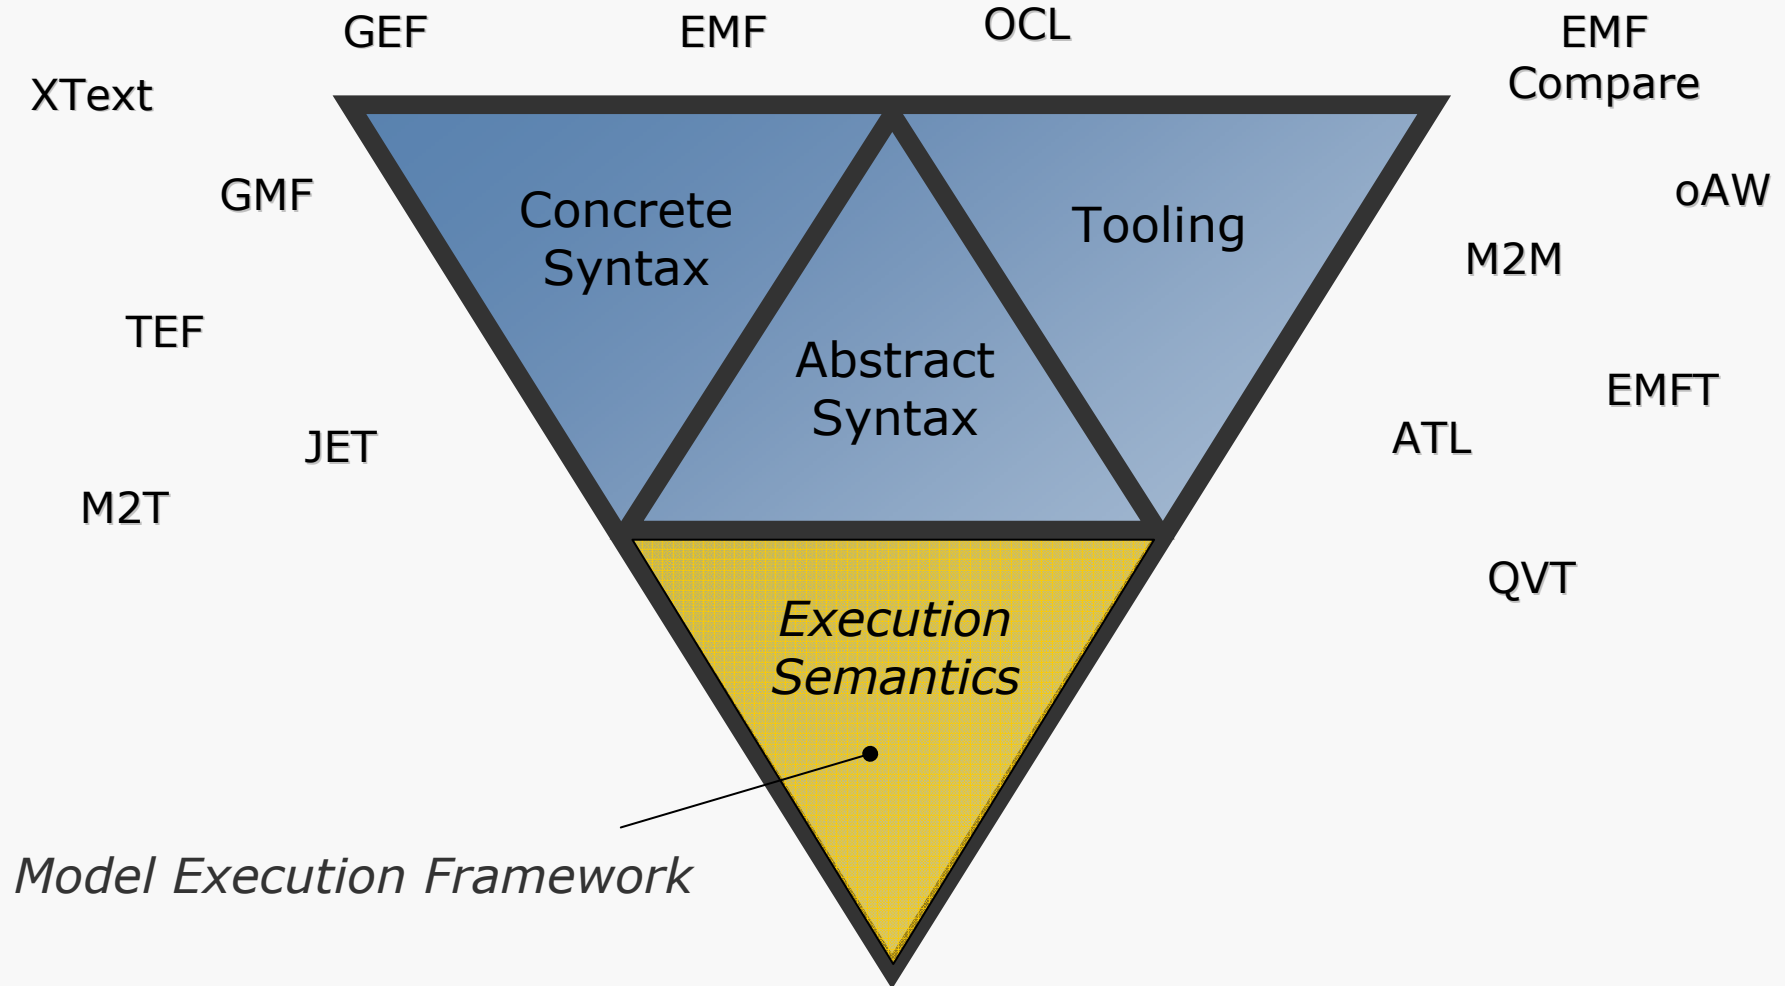 GEF
EMF
OCL
EMF
Compare
XText
GMF
oAW
Concrete
Syntax
Tooling
M2M
TEF
Abstract
Syntax
EMFT
JET
ATL
M2T
QVT
Execution
Semantics
Model Execution Framework